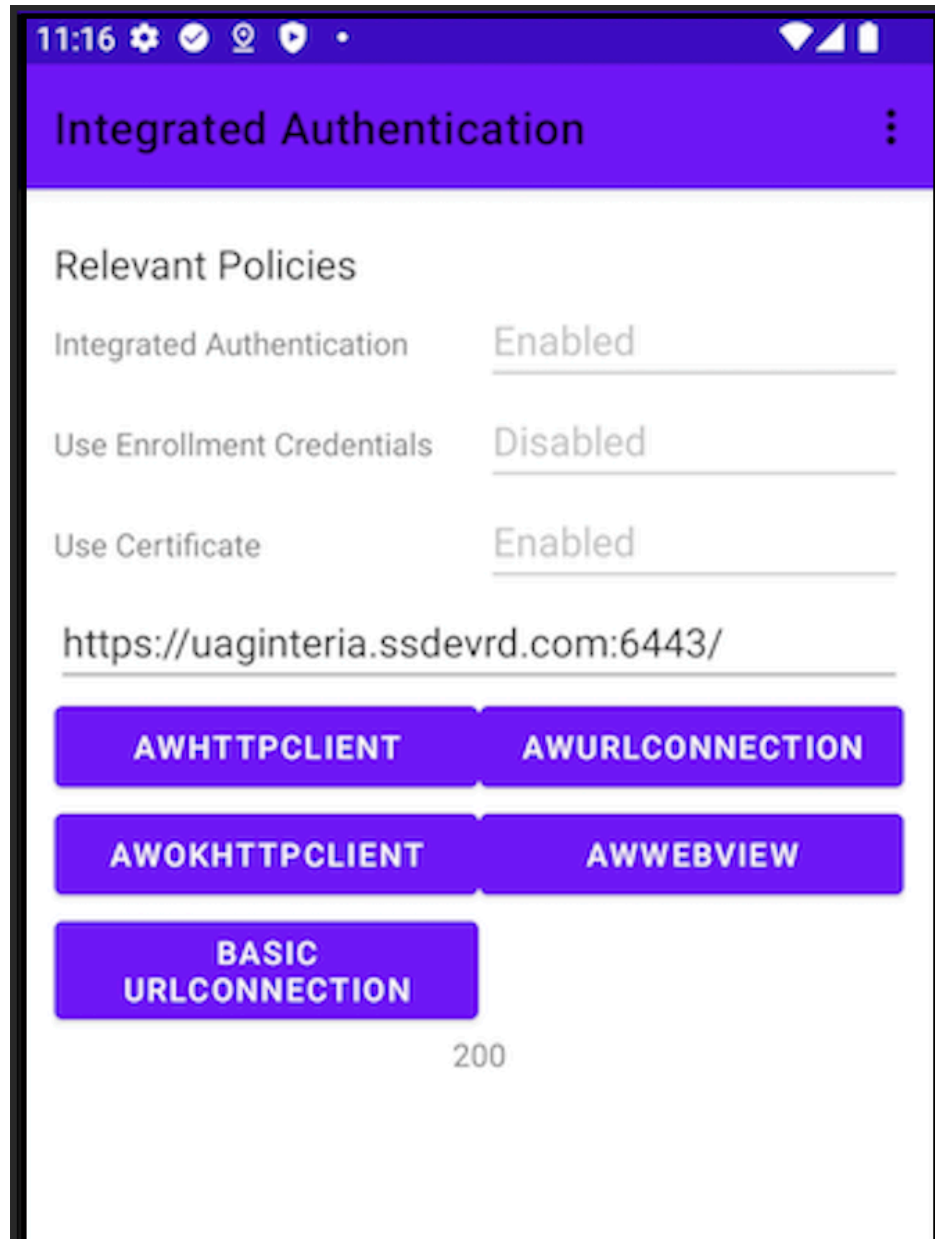 11:16
Integrated Authentication
Relevant Policies
Integrated Authentication Enabled
Use Enrollment Credentials Disabled
Use Certificate Enabled
https://uaginteria.ssdevrd.com:6443/
AWHTTPCLIENT AWURLCONNECTION
AWOKHTTPCLIENT AWWEBVIEW
BASIC
URLCONNECTION
200